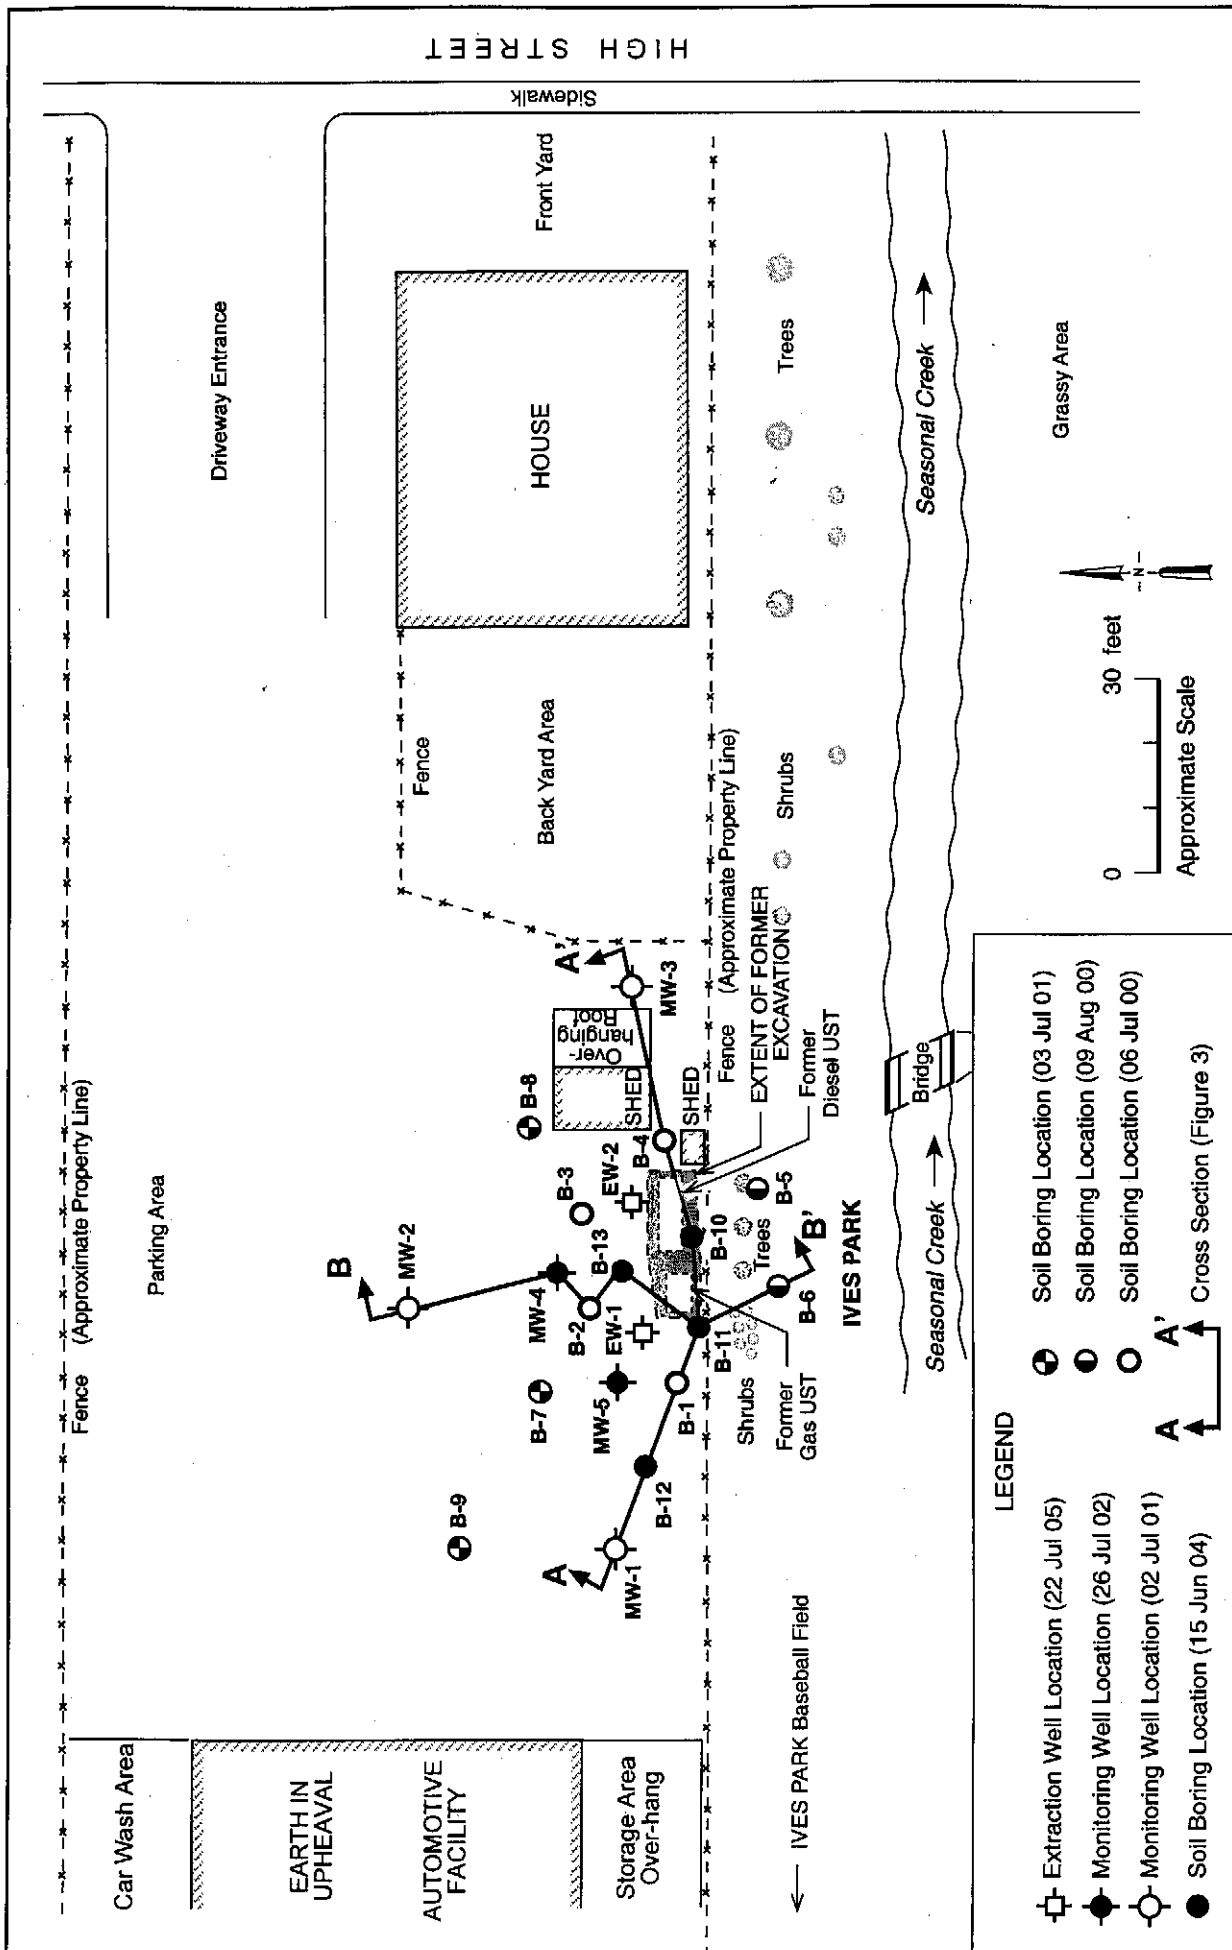 HIGH STREET
Sidewalk
Fence (Approximate Property Line)
Driveway Entrance
Front Yard
HOUSE
Fence
Back Yard Area
Parking Area
Car Wash Area
EARTH IN
UPHEAVAL
AUTOMOTIVE
FACILITY
Storage Area
Over-hang
B
MW-2
B-9
B-7
B-8
B-3
MW-4
B-2
B-13
EW-1
EW-2
MW-5
A
MW-1
B-12
B-1
B-11
B-10
B-4
SHED
Over-
hanging
Roof
SHED
A'
MW-3
Fence (Approximate Property Line)
EXTENT OF FORMER
EXCAVATION
Former
Diesel UST
Former
Gas UST
Shrubs
Trees
B-5
B-6
B'
IVES PARK
Shrubs
Trees
IVES PARK Baseball Field
Seasonal Creek
Bridge
Seasonal Creek
Grassy Area
N
0 30 feet
Approximate Scale
LEGEND
Extraction Well Location (22 Jul 05)
Monitoring Well Location (26 Jul 02)
Monitoring Well Location (02 Jul 01)
Soil Boring Location (15 Jun 04)
Soil Boring Location (03 Jul 01)
Soil Boring Location (09 Aug 00)
Soil Boring Location (06 Jul 00)
A A' Cross Section (Figure 3)